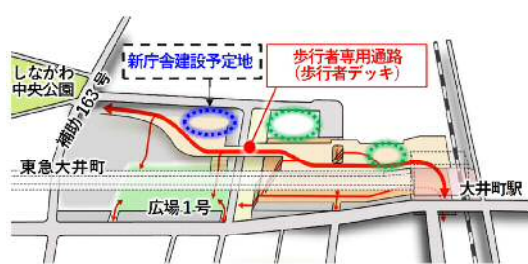 新庁舎建設予定地
歩行者専用通路
(歩行者デッキ)
しながわ
中央公園
補助163号
東急大井町
大井町駅
広場1号